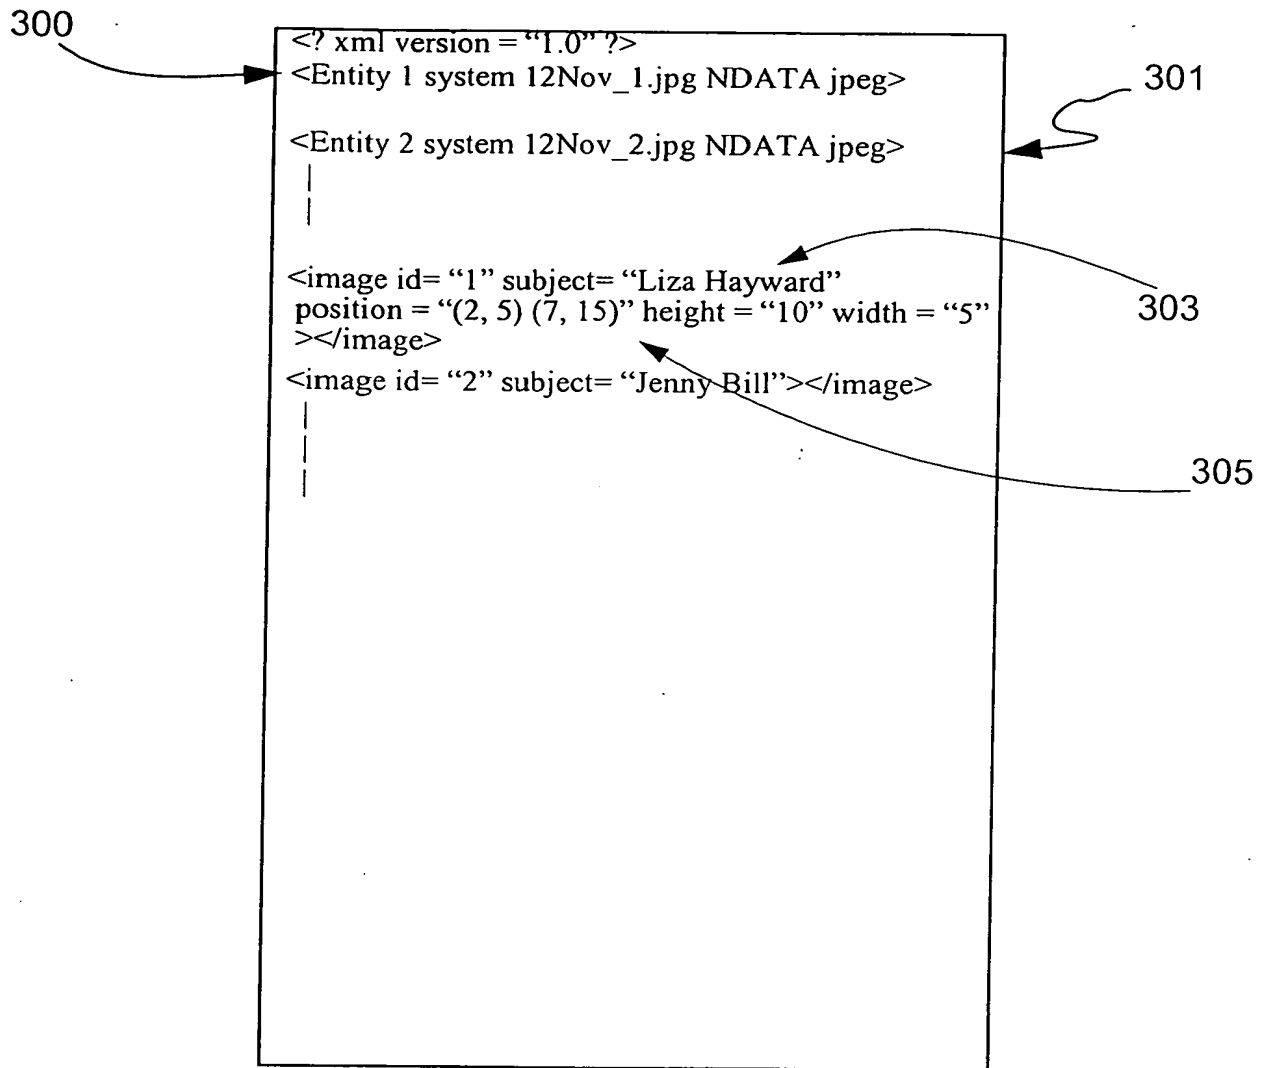 300
<? xml version = “1.0” ?>
<Entity 1 system 12Nov_1.jpg NDATA jpeg>
301
<Entity 2 system 12Nov_2.jpg NDATA jpeg>
<image id= “1” subject= “Liza Hayward”
position = “(2, 5) (7, 15)” height = “10” width = “5”
></image>
303
<image id= “2” subject= “Jenny Bill”></image>
305